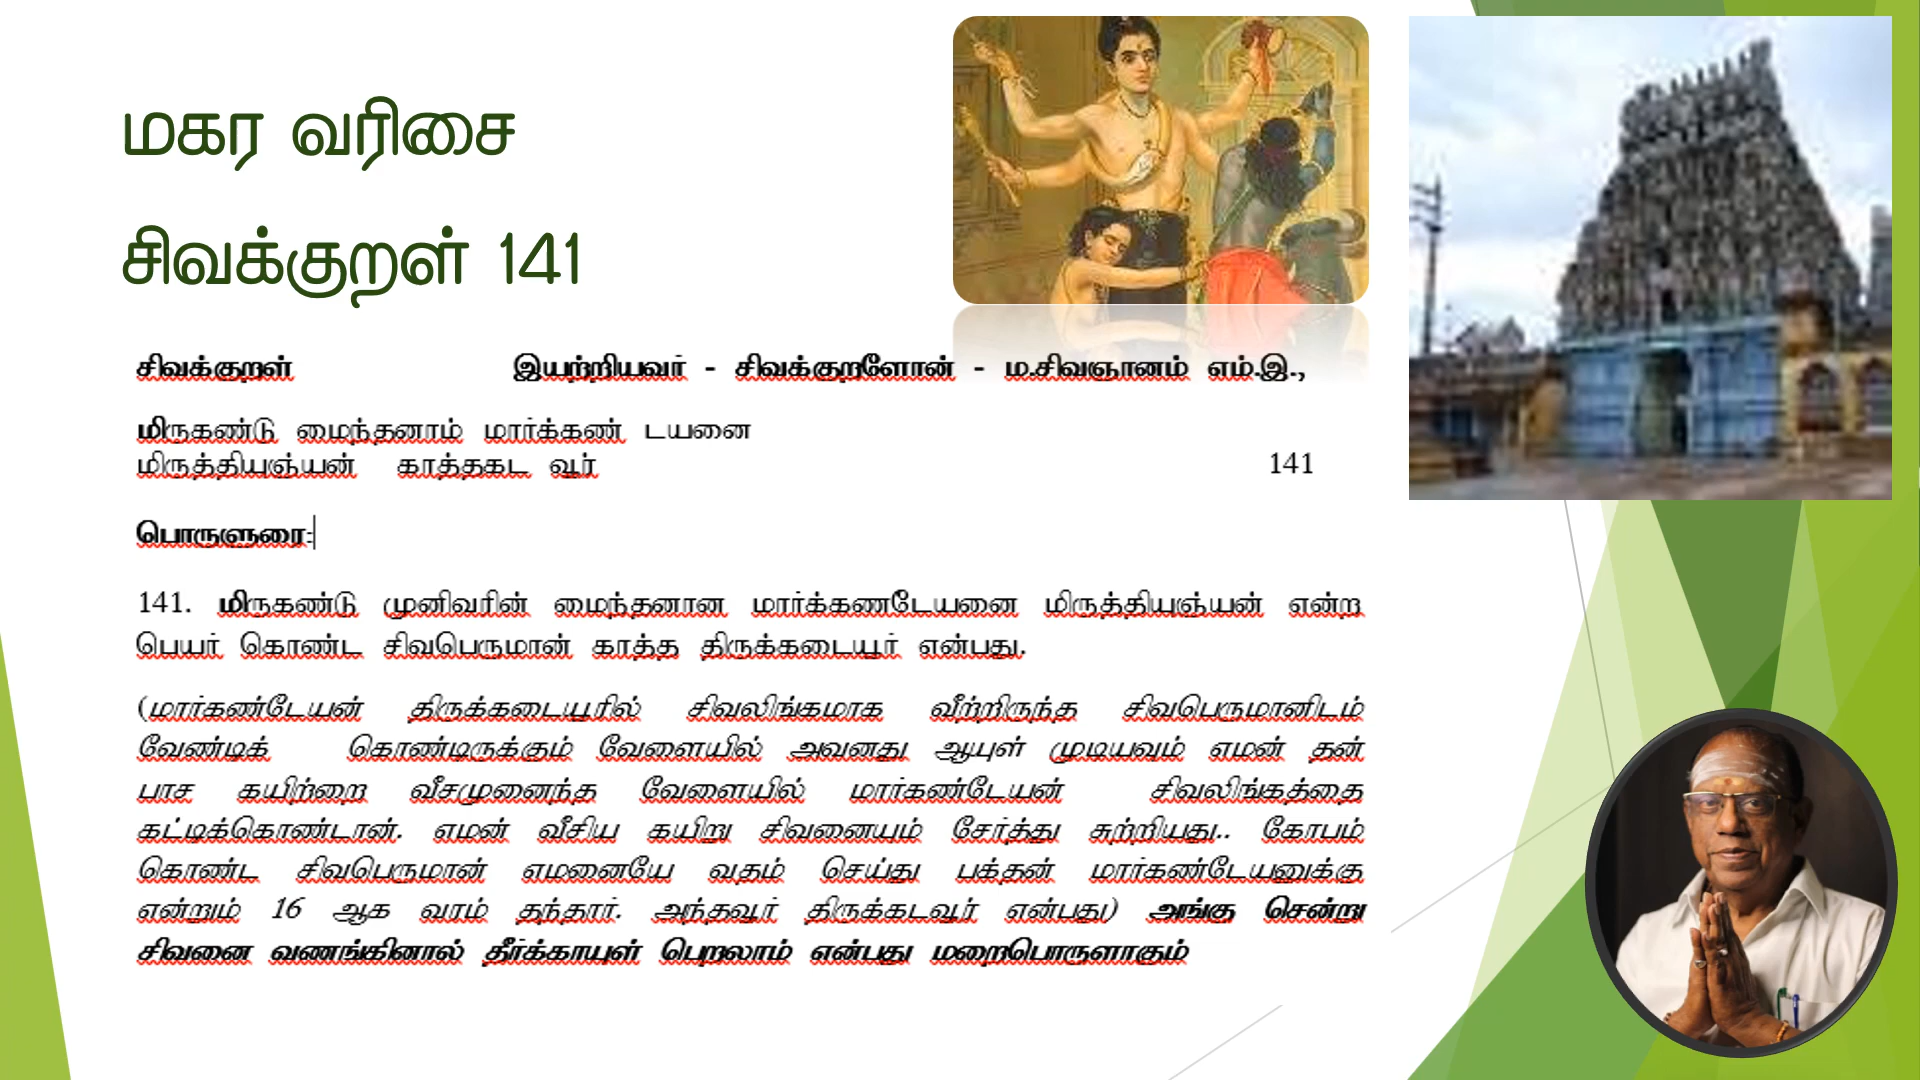 மகர வரிசை
சிவக்குறள் 141
சிவக்குறள் இயற்றியவர் - சிவக்குறளோன் - ம.சிவஞானம் எம்.இ.,
மிருகண்டு மைந்தனாம் மார்க்கண் டயனை
மிருத்தியஞ்யன் காத்தகட வூர் 141
பொருளுரை:
141. மிருகண்டு முனிவரின் மைந்தனான மார்க்கணடேயனை மிருத்தியுஞ்யன் என்ற
பெயர் கொண்ட சிவபெருமான் காத்த திருக்கடையூர் என்பது.
(மார்கண்டேயன் திருக்கடையூரில் சிவலிங்கமாக வீற்றிருந்த சிவபெருமானிடம்
வேண்டிக் கொண்டிருக்கும் வேளையில் அவனது ஆயுள் முடியவும் எமன் தன்
பாச கயிற்றை வீசமுனைந்த வேளையில் மார்கண்டேயன் சிவலிங்கத்தை
கட்டிக்கொண்டான். எமன் வீசிய கயிறு சிவனையும் சேர்த்து சுற்றியது.. கோபம்
கொண்ட சிவபெருமான் எமனையே வதம் செய்து பக்தன் மார்கண்டேயனுக்கு
என்றும் 16 ஆக வாம் தந்தார். அந்தவூர் திருக்கடவூர் என்பது) அங்கு சென்று
சிவனை வணங்கினால் தீர்க்காயுள் பெறலாம் என்பது மறைபொருளாகும்